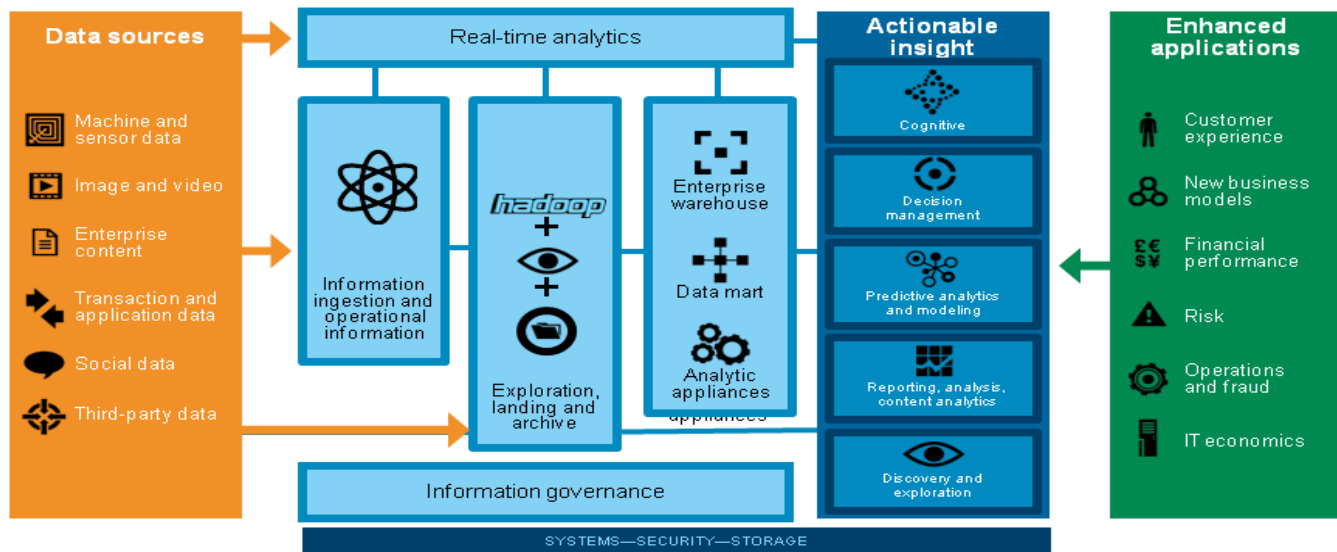 Data sources
Machine and
sensor data
Image and video
Enterprise
content
Transaction and
application data
Social data
Third-party data
Real-time analytics
Information
ingestion and
operational
information
hadoop
+
+
Exploration,
landing and
archive
Enterprise
warehouse
Data mart
Analytic
appliances
appliances
Information governance
Actionable
insight
Cognitive
Decision
management
Predictive analytics
and modeling
Reporting, analysis,
content analytics
Discovery and
exploration
Enhanced
applications
Customer
experience
New business
models
£€
$¥
Financial
performance
Risk
Operations
and fraud
IT economics
SYSTEMS—SECURITY—STORAGE